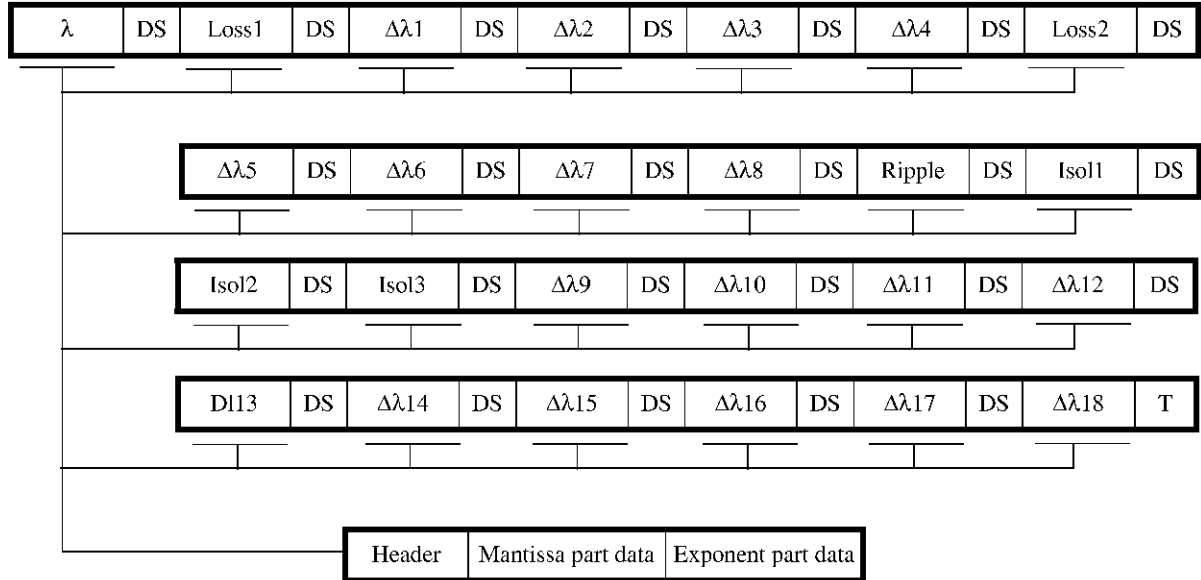 λ DS Loss1 DS Δλ1 DS Δλ2 DS Δλ3 DS Δλ4 DS Loss2 DS
Δλ5 DS Δλ6 DS Δλ7 DS Δλ8 DS Ripple DS Isol1 DS
Isol2 DS Isol3 DS Δλ9 DS Δλ10 DS Δλ11 DS Δλ12 DS
Dl13 DS Δλ14 DS Δλ15 DS Δλ16 DS Δλ17 DS Δλ18 T
Header Mantissa part data Exponent part data